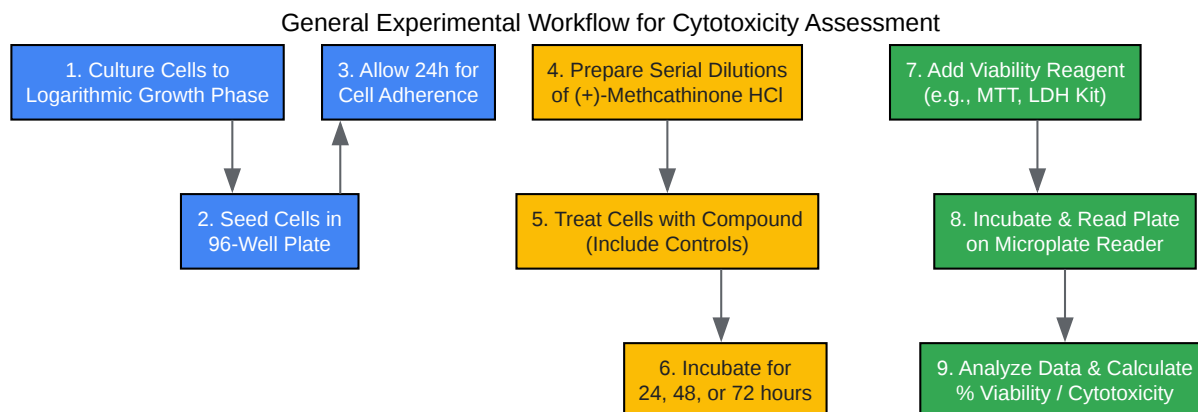 General Experimental Workflow for Cytotoxicity Assessment
1. Culture Cells to
Logarithmic Growth Phase
2. Seed Cells in
96-Well Plate
3. Allow 24h for
Cell Adherence
4. Prepare Serial Dilutions
of (+)-Methcathinone HCl
5. Treat Cells with Compound
(Include Controls)
6. Incubate for
24, 48, or 72 hours
7. Add Viability Reagent
(e.g., MTT, LDH Kit)
8. Incubate & Read Plate
on Microplate Reader
9. Analyze Data & Calculate
% Viability / Cytotoxicity